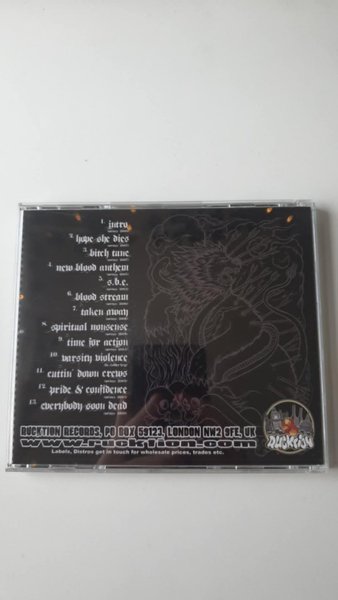 1. intro
2. hope she dies
3. bitch tune
4. new blood anthem
5. s.b.e.
6. blood stream
7. taken away
8. spiritual nonsense
9. time for action
10. varsity violence
11. cuttin' down crews
12. pride & confidence
13. everybody soon dead
RUCKTION RECORDS, PO BOX 59123, LONDON NW2 9FE, UK
www.rucktion.com
Labels, Distros get in touch for wholesale prices, trades etc.
RUCKTION